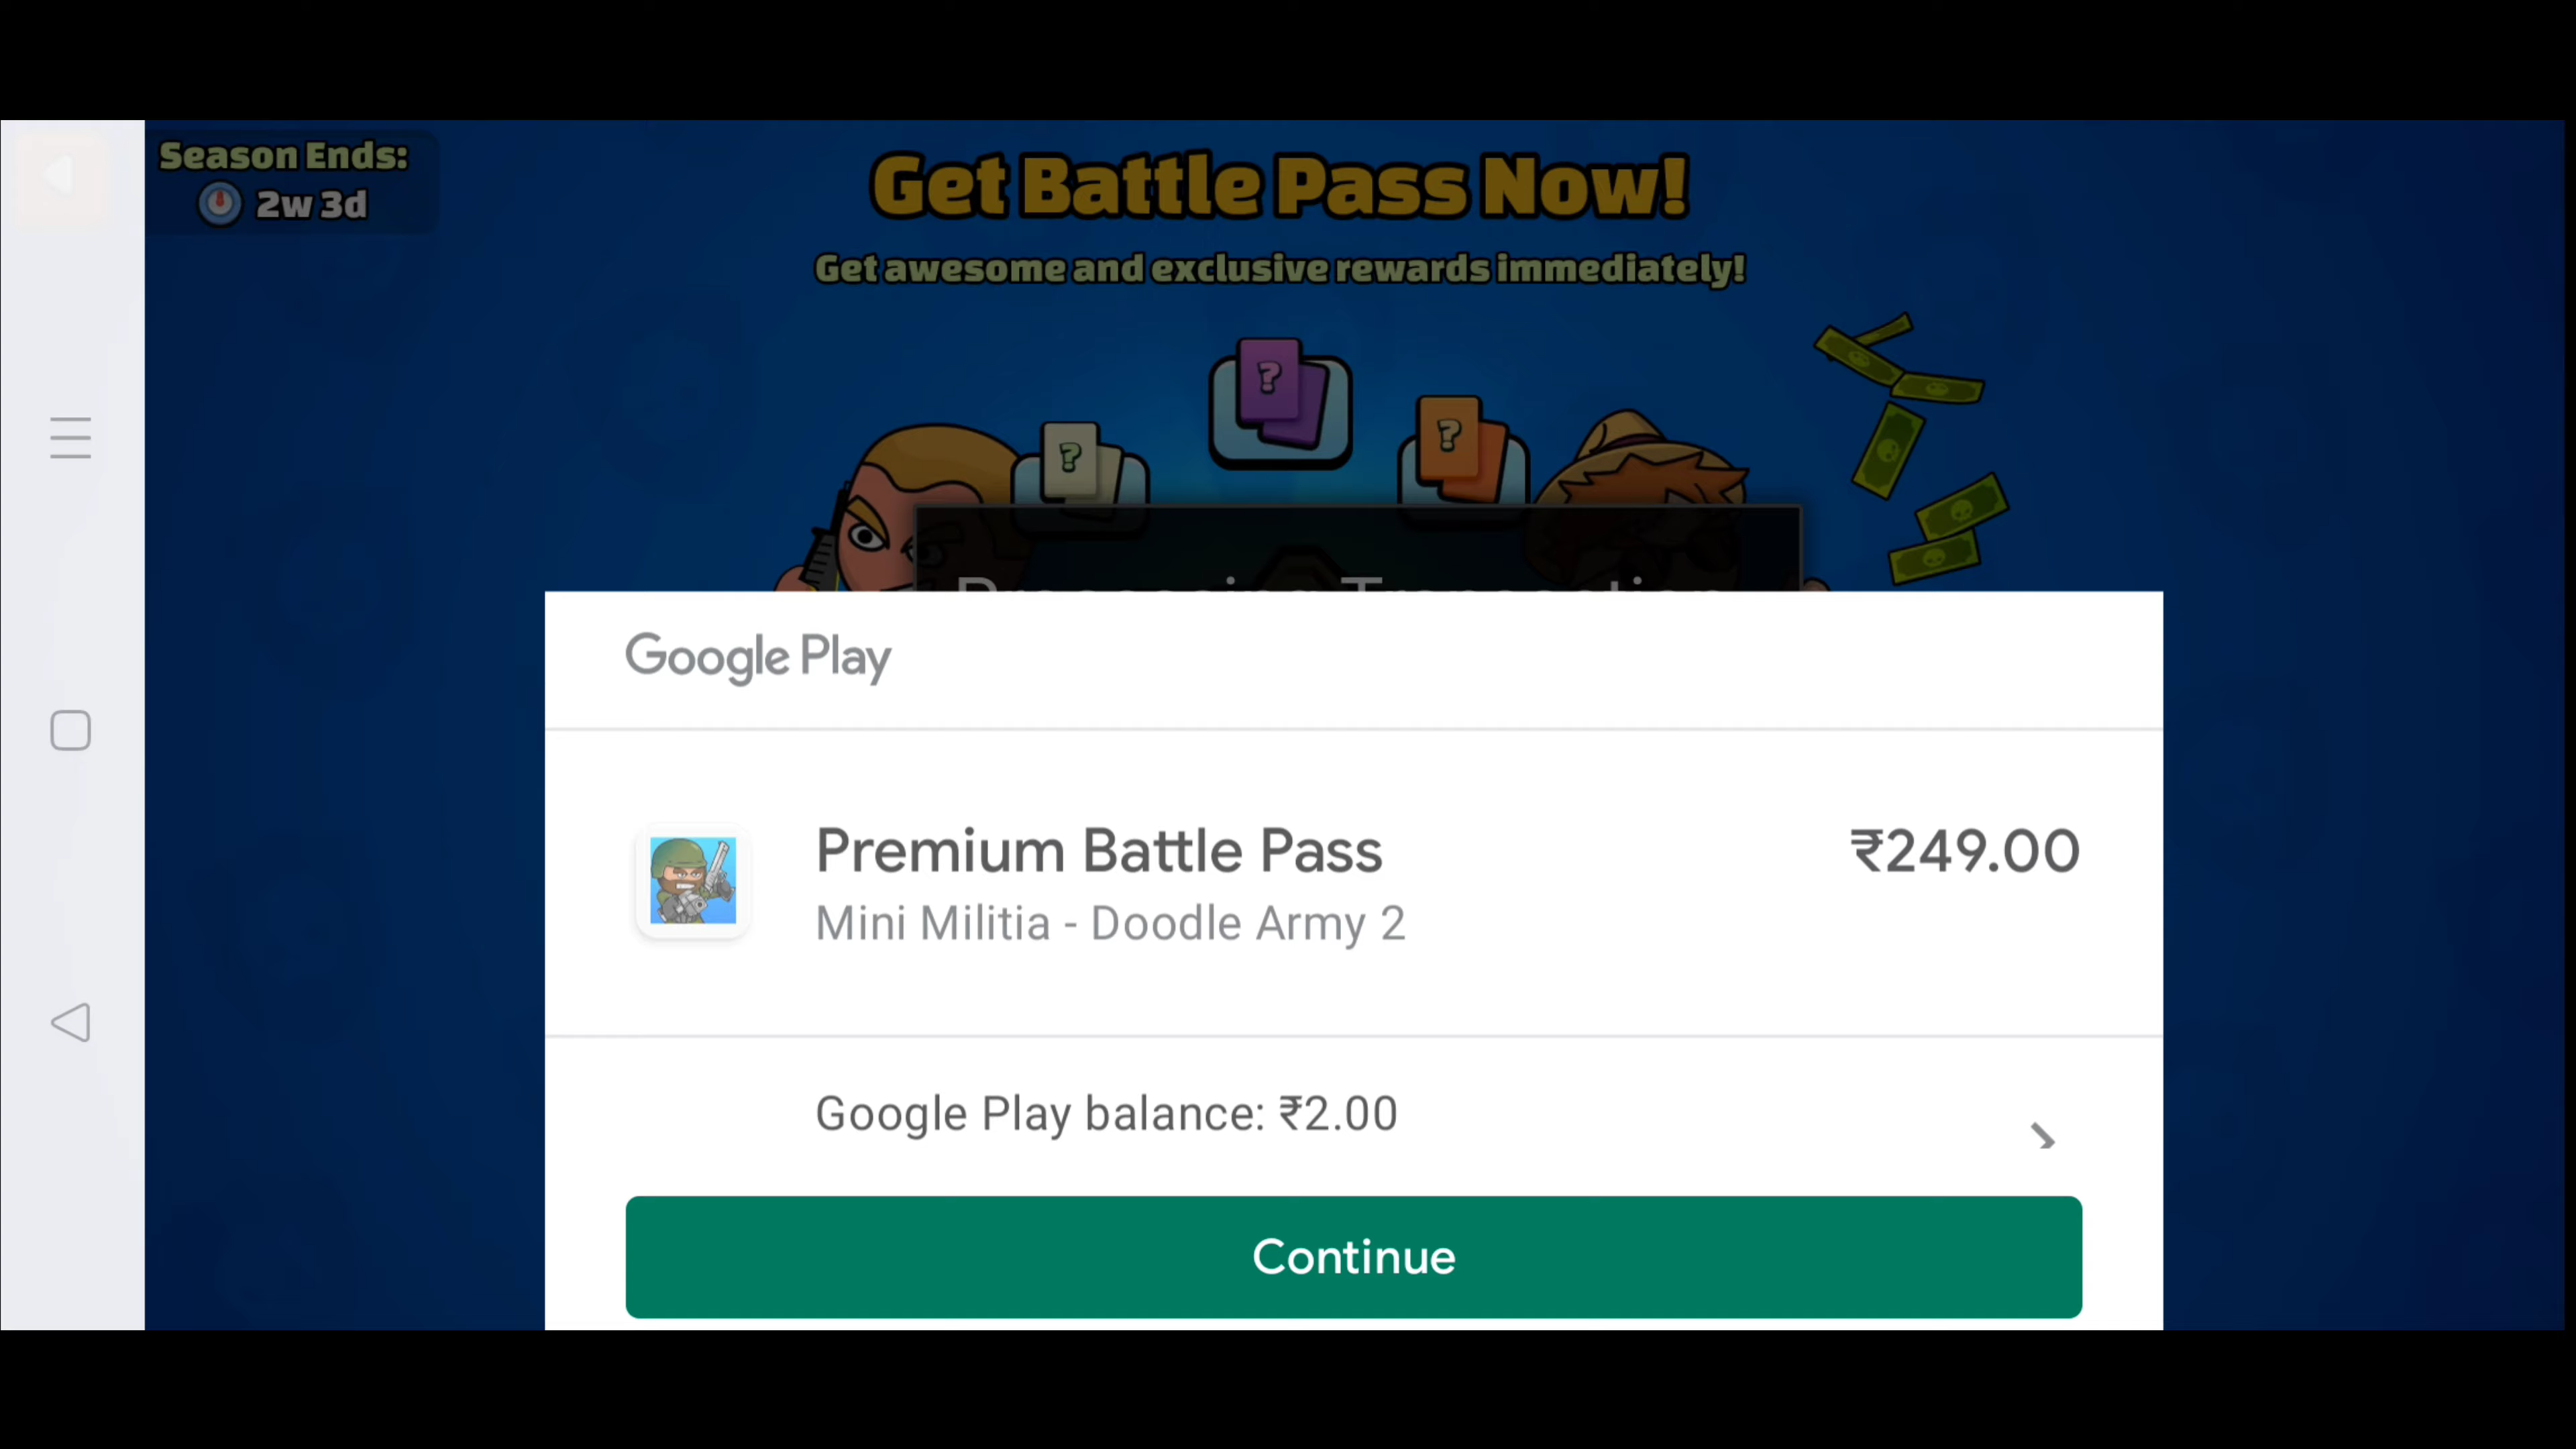 Season Ends:
2w 3d
Get Battle Pass Now!
Get awesome and exclusive rewards immediately!
? ? ?
Google Play
Premium Battle Pass
₹249.00
Mini Militia - Doodle Army 2
Google Play balance: ₹2.00
Continue